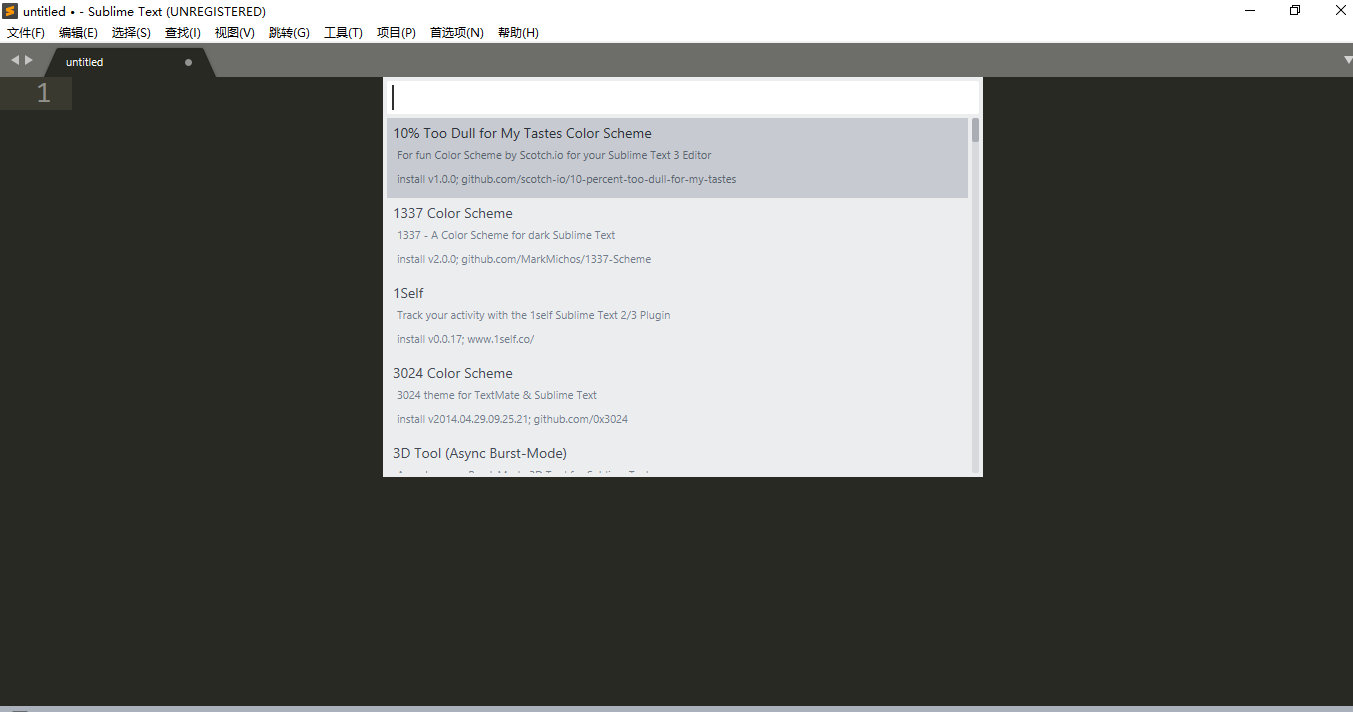 untitled • - Sublime Text (UNREGISTERED)
文件(F) 编辑(E) 选择(S) 查找(I) 视图(V) 跳转(G) 工具(T) 项目(P) 首选项(N) 帮助(H)
untitled
1
10% Too Dull for My Tastes Color Scheme
For fun Color Scheme by Scotch.io for your Sublime Text 3 Editor
install v1.0.0; github.com/scotch-io/10-percent-too-dull-for-my-tastes
1337 Color Scheme
1337 - A Color Scheme for dark Sublime Text
install v2.0.0; github.com/MarkMichos/1337-Scheme
1Self
Track your activity with the 1self Sublime Text 2/3 Plugin
install v0.0.17; www.1self.co/
3024 Color Scheme
3024 theme for TextMate & Sublime Text
install v2014.04.29.09.25.21; github.com/0x3024
3D Tool (Async Burst-Mode)